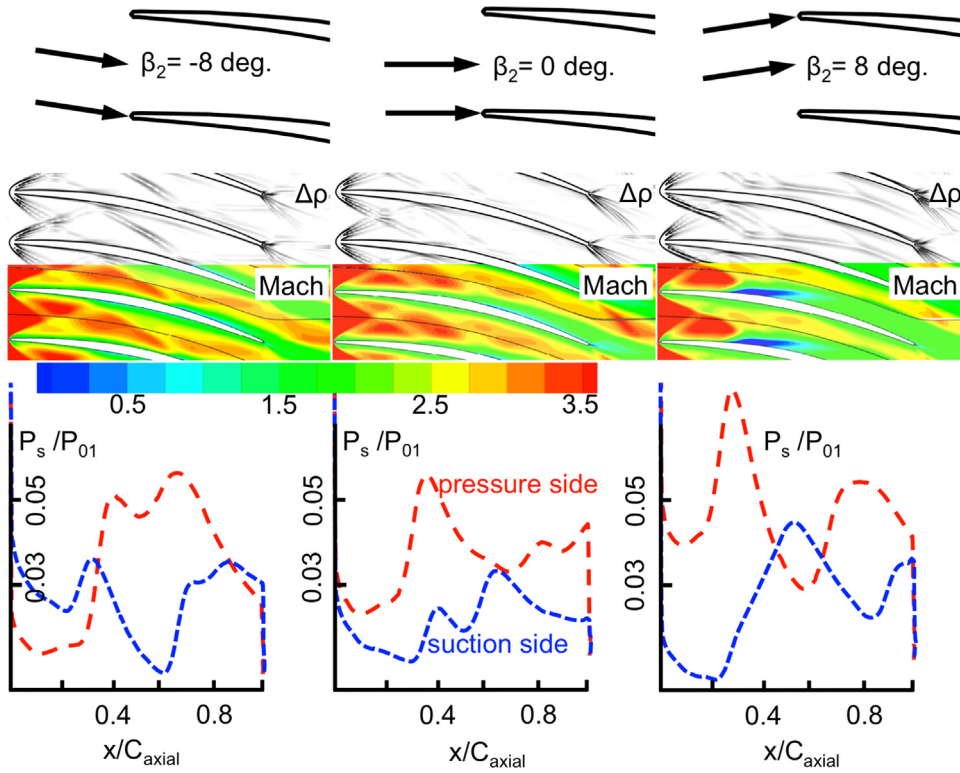 β₂= -8 deg.
β₂= 0 deg.
β₂= 8 deg.
Δρ
Δρ
Δρ
Mach
Mach
Mach
0.5
1.5
2.5
3.5
Pₛ /P₀₁
Pₛ /P₀₁
Pₛ /P₀₁
0.05
0.05
0.05
pressure side
0.03
0.03
0.03
suction side
0.4
0.8
0.4
0.8
0.4
0.8
x/C_axial
x/C_axial
x/C_axial